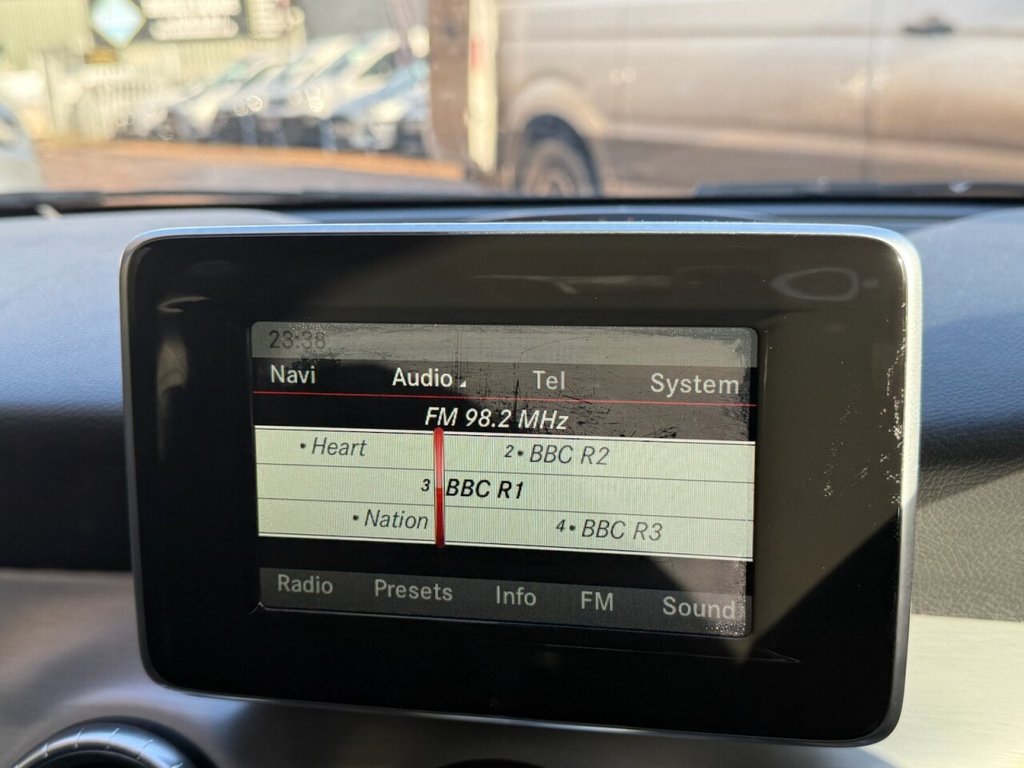 23:38
Navi Audio Tel System
FM 98.2 MHz
• Heart 2• BBC R2
3 BBC R1
• Nation 4• BBC R3
Radio Presets Info FM Sound